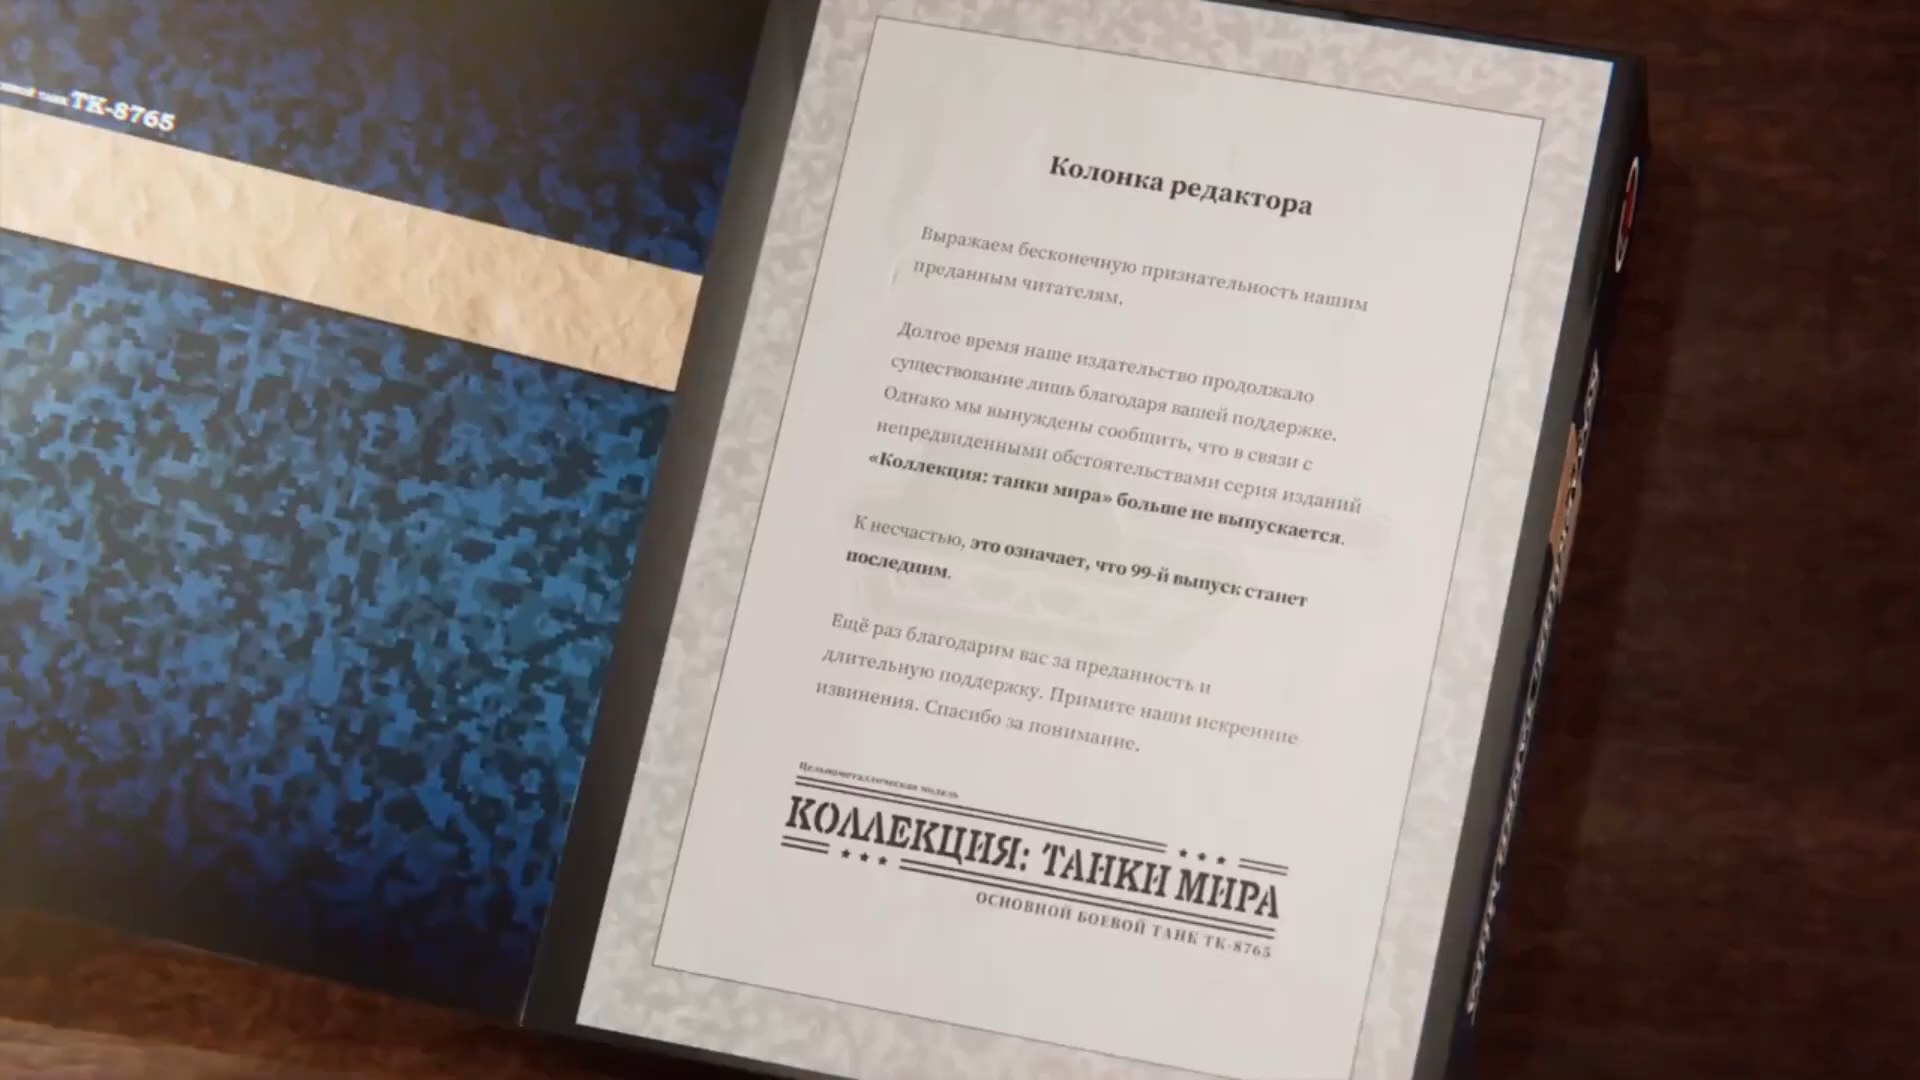 танк ТК-8765
Колонка редактора
Выражаем бесконечную признательность нашим
преданным читателям.
Долгое время наше издательство продолжало
существование лишь благодаря вашей поддержке.
Однако мы вынуждены сообщить, что в связи с
непредвиденными обстоятельствами серия изданий
«Коллекция: танки мира» больше не выпускается.
К несчастью, это означает, что 99-й выпуск станет
последним.
Ещё раз благодарим вас за преданность и
длительную поддержку. Примите наши искренние
извинения. Спасибо за понимание.
Цельнометаллическая модель
КОЛЛЕКЦИЯ: ТАНКИ МИРА
ОСНОВНОЙ БОЕВОЙ ТАНК ТК-8765